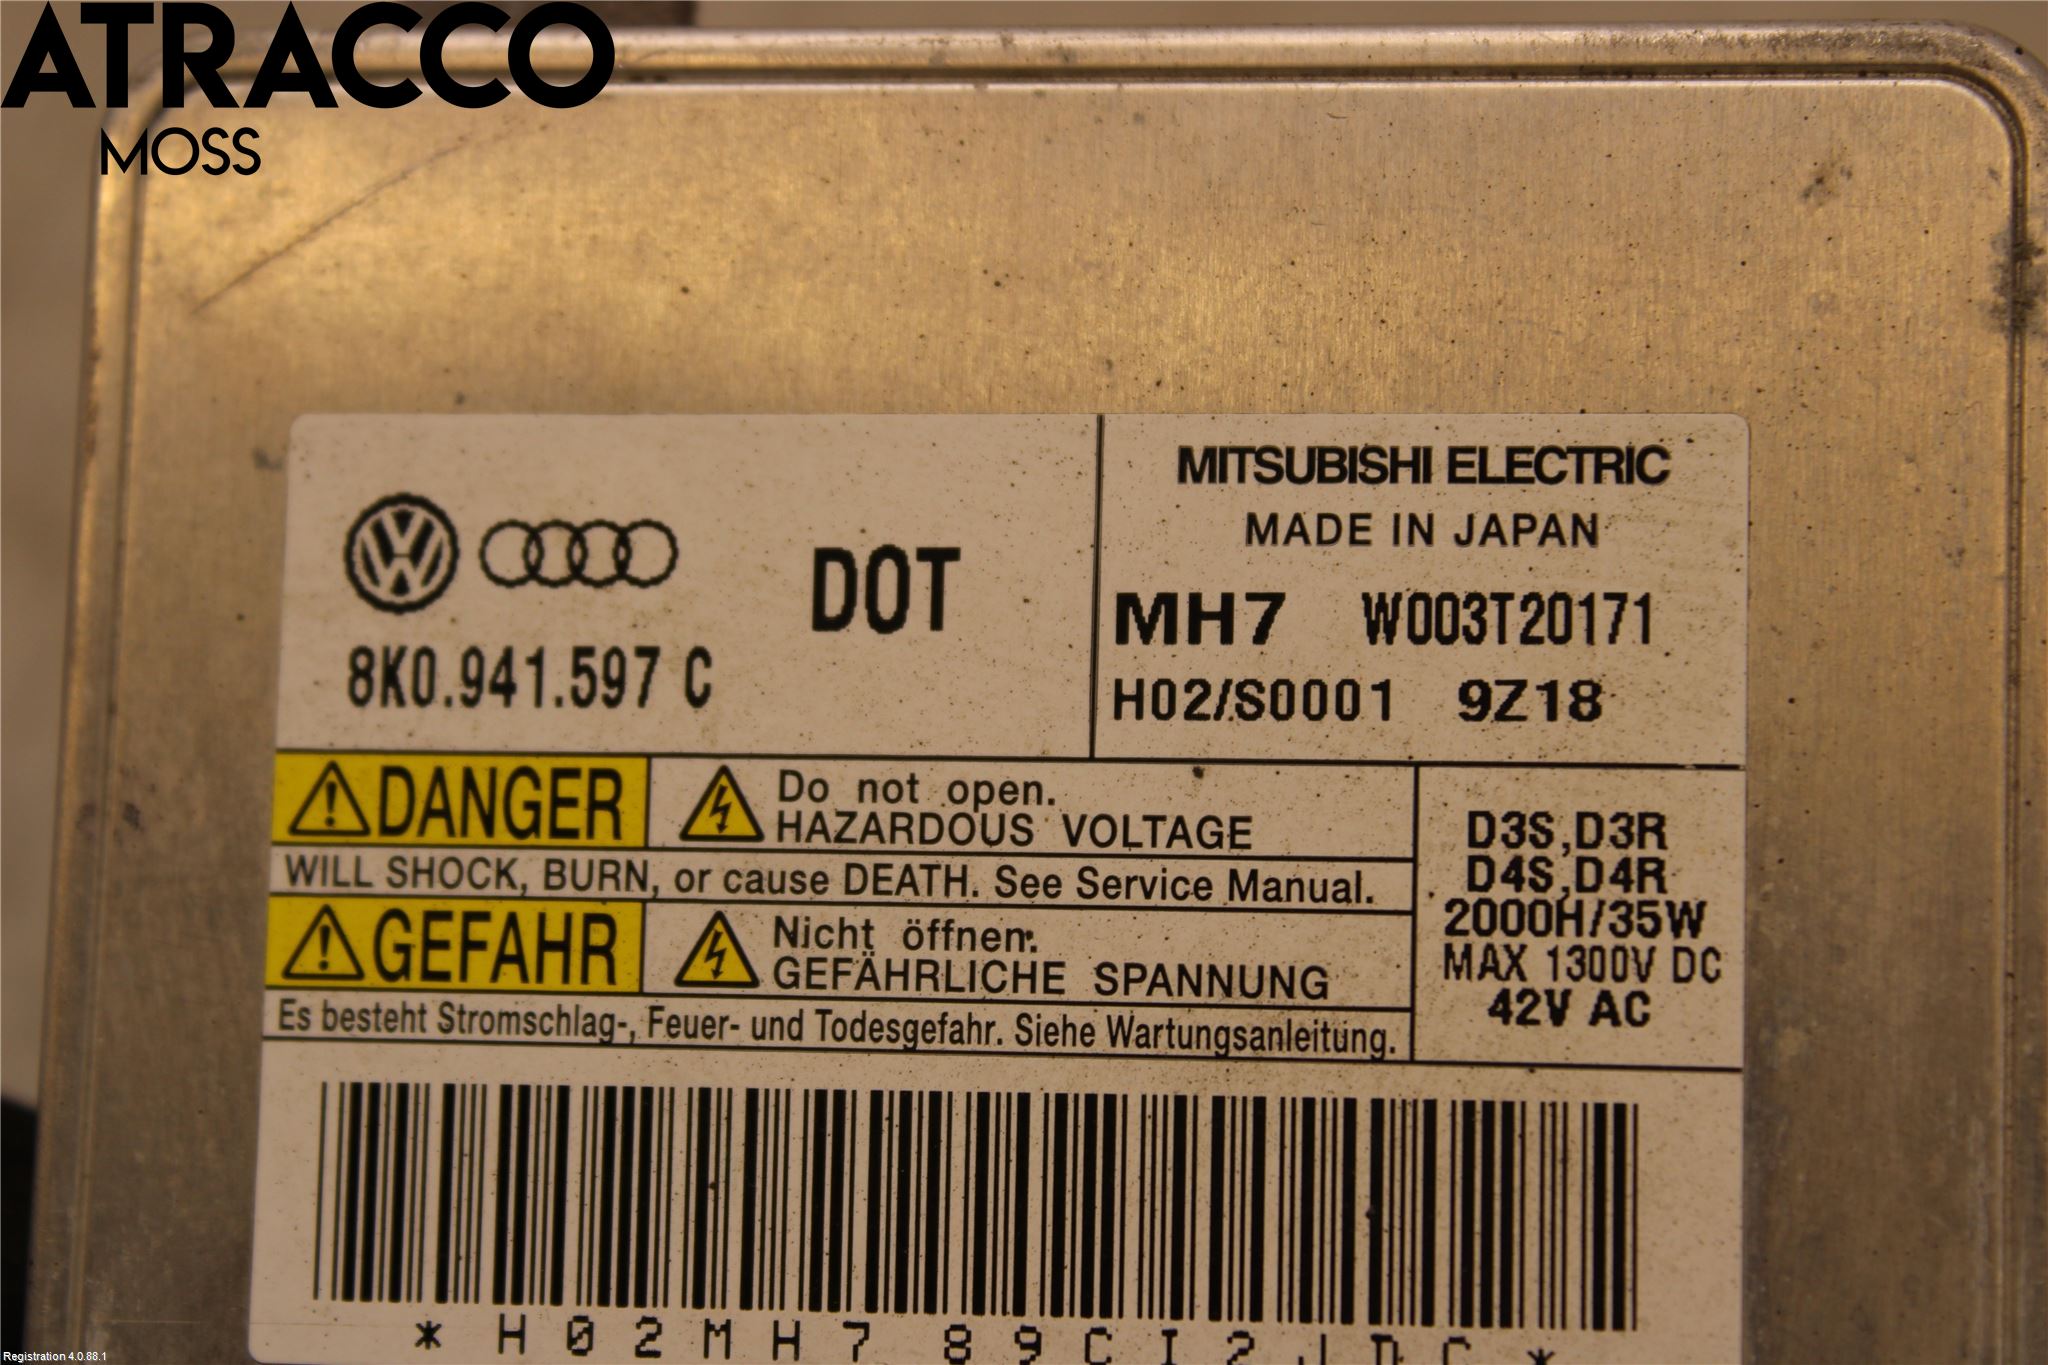 ATRACCO
MOSS
DOT
8K0.941.597 C
MITSUBISHI ELECTRIC
MADE IN JAPAN
MH7 W003T20171
H02/S0001 9Z18
DANGER
Do not open.
HAZARDOUS VOLTAGE
WILL SHOCK, BURN, or cause DEATH. See Service Manual.
GEFAHR
Nicht öffnen.
GEFÄHRLICHE SPANNUNG
Es besteht Stromschlag-, Feuer- und Todesgefahr. Siehe Wartungsanleitung.
D3S,D3R
D4S,D4R
2000H/35W
MAX 1300V DC
42V AC
Registration 4.0.88.1